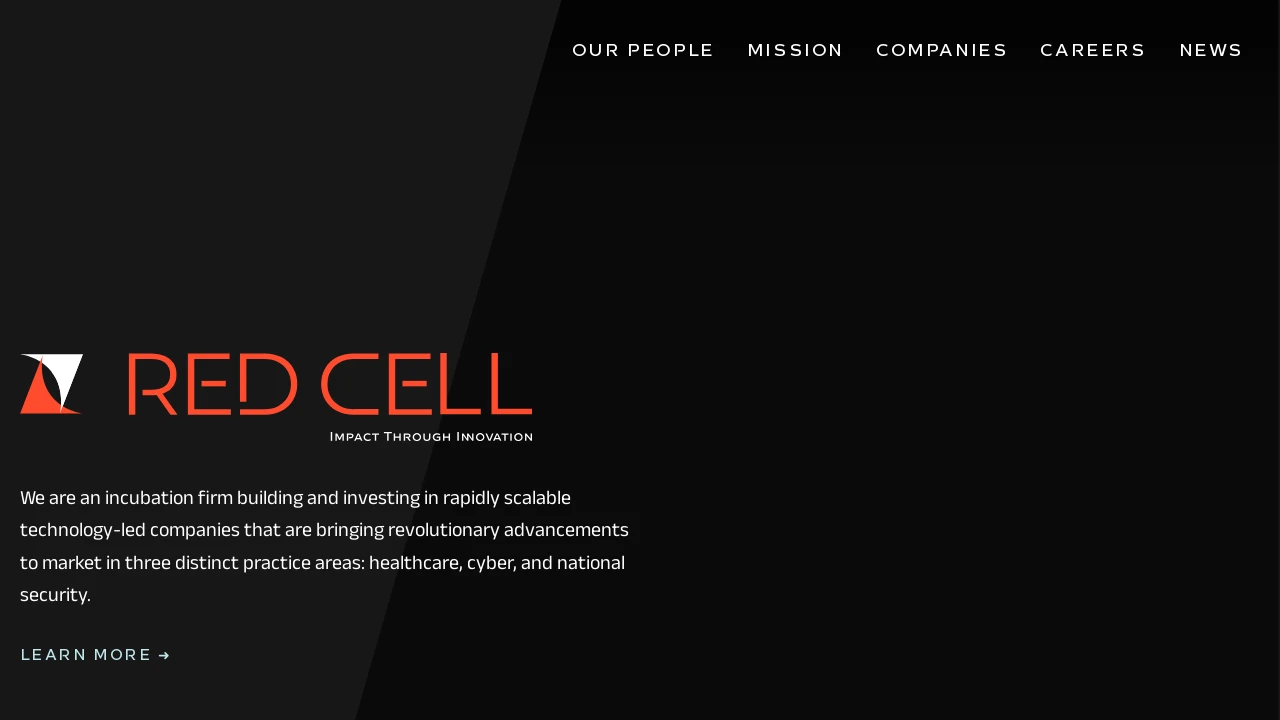 OUR PEOPLE MISSION COMPANIES CAREERS NEWS
RED CELL
IMPACT THROUGH INNOVATION
We are an incubation firm building and investing in rapidly scalable
technology-led companies that are bringing revolutionary advancements
to market in three distinct practice areas: healthcare, cyber, and national
security.
LEARN MORE ➔